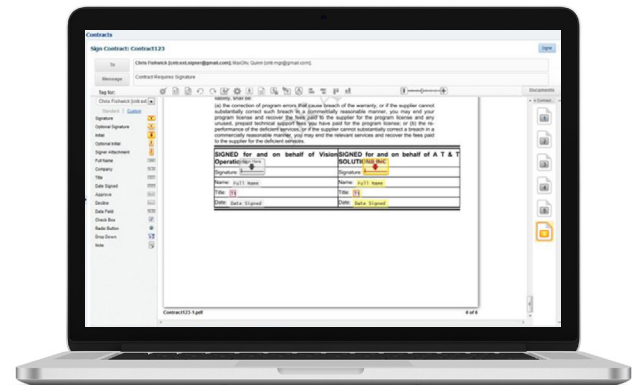 Contracts
Sign Contract: Contract123
To
Chris Fishwick [contract.signer@gmail.com]; Malolhi, Quinn [cntr.mgr@gmail.com],
Message
Contract Requires Signature
Tag for:
Documents
Chris Fishwick [cntract
Standard | Custom
Signature
Optional Signature
Initial
Optional Initial
Signer Attachment
Full Name
Company
Title
Date Signed
Approve
Decline
Data Field
Check Box
Radio Button
Drop Down
Note
(a) the correction of program errors that cause breach of the warranty, or if the supplier cannot
substantially correct such breach in a commercially reasonable manner, you may end your
program license and recover the fees paid to the supplier for the program license and any
unused, prepaid technical support fees you have paid for the program license; or (b) the re-
performance of the deficient services, or if the supplier cannot substantially correct a breach in a
commercially reasonable manner, you may end the relevant services and recover the fees paid
to the supplier for the deficient services.
SIGNED for and on behalf of Vision
SIGNED for and on behalf of A T & T
Signature:
Signature:
Name: Full Name
Name: Full Name
Title:
Title:
Date: Date Signed
Date: Date Signed
Contract123-1.pdf
6 of 6